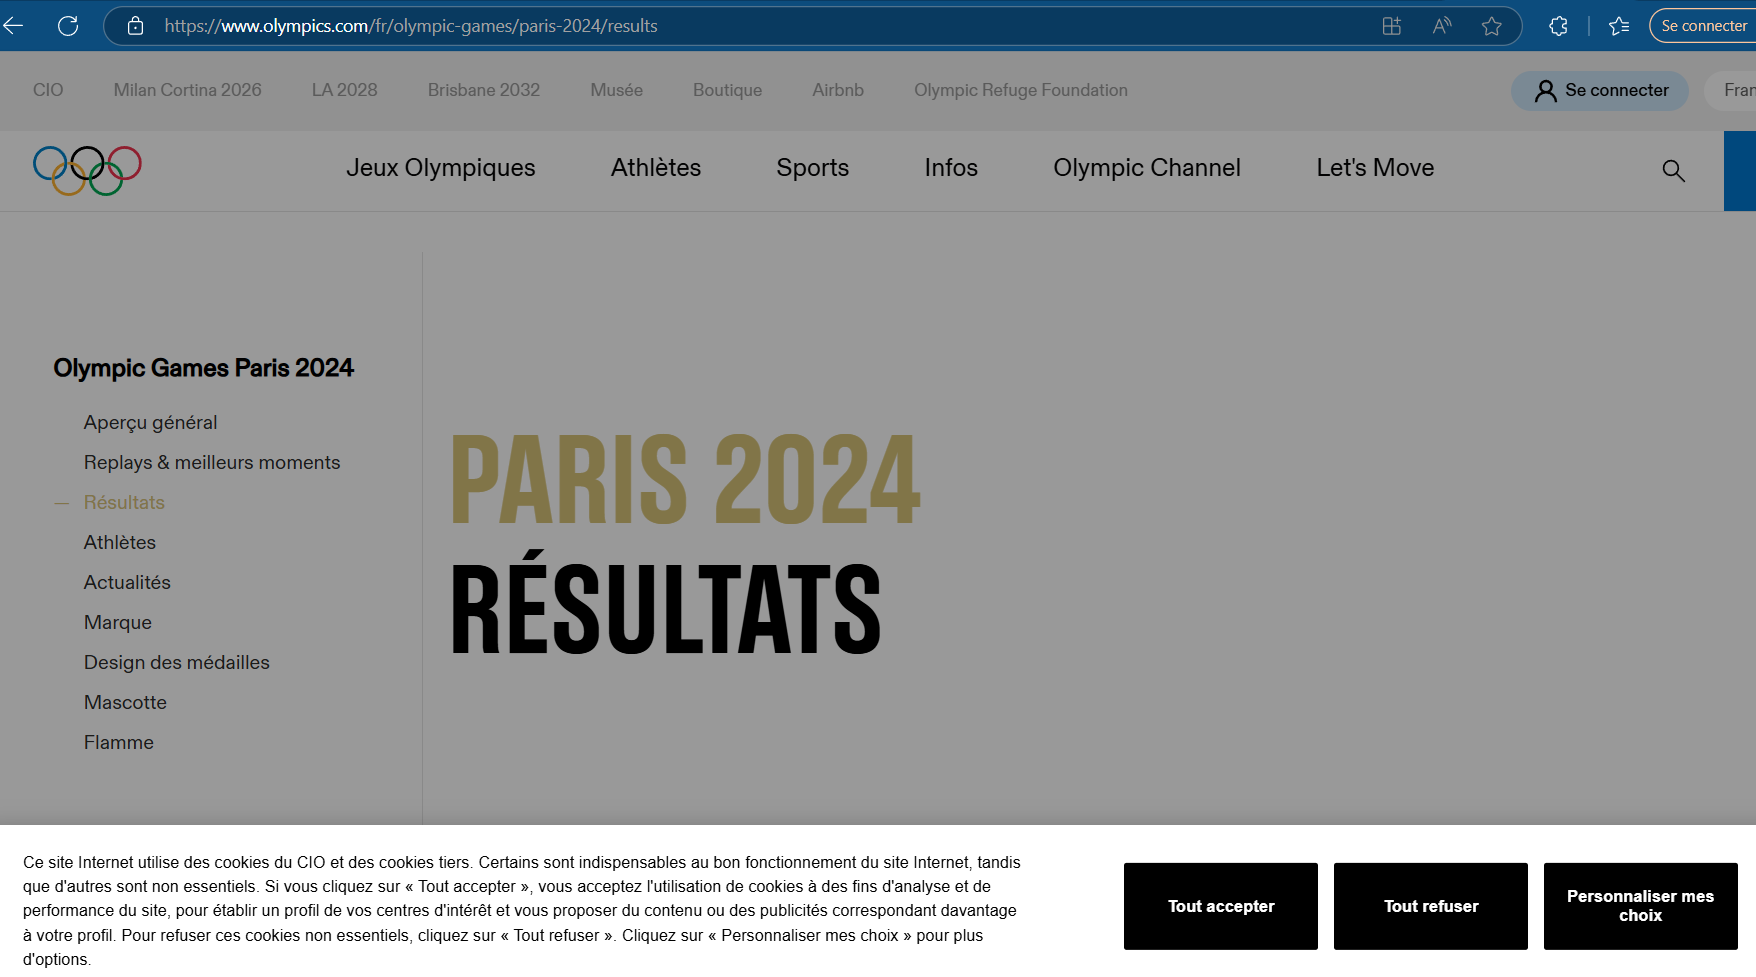 https://www.olympics.com/fr/olympic-games/paris-2024/results
Se connecter
CIO Milan Cortina 2026 LA 2028 Brisbane 2032 Musée Boutique Airbnb Olympic Refuge Foundation Se connecter Fran
Jeux Olympiques Athlètes Sports Infos Olympic Channel Let's Move
Olympic Games Paris 2024
Aperçu général
Replays & meilleurs moments
Résultats
Athlètes
Actualités
Marque
Design des médailles
Mascotte
Flamme
PARIS 2024
RÉSULTATS
Ce site Internet utilise des cookies du CIO et des cookies tiers. Certains sont indispensables au bon fonctionnement du site Internet, tandis
que d'autres sont non essentiels. Si vous cliquez sur « Tout accepter », vous acceptez l'utilisation de cookies à des fins d'analyse et de
performance du site, pour établir un profil de vos centres d'intérêt et vous proposer du contenu ou des publicités correspondant davantage
à votre profil. Pour refuser ces cookies non essentiels, cliquez sur « Tout refuser ». Cliquez sur « Personnaliser mes choix » pour plus
d'options.
Tout accepter
Tout refuser
Personnaliser mes
choix